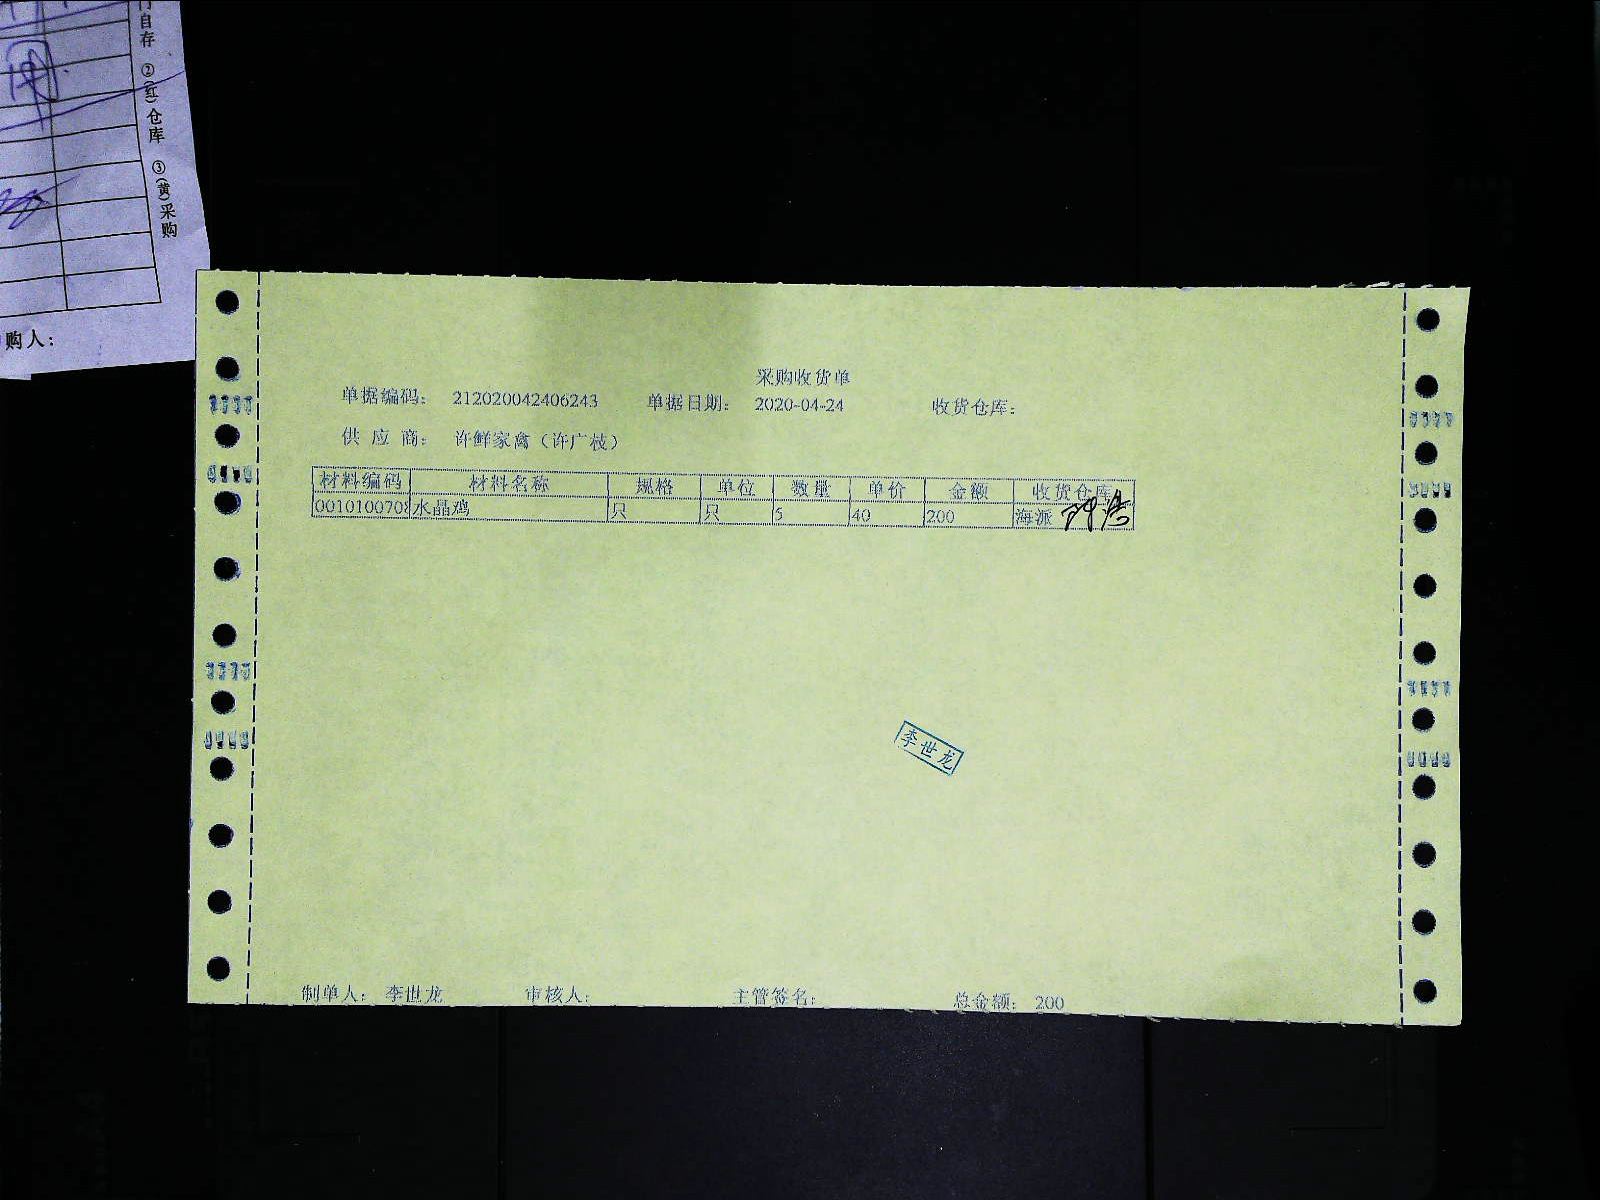 门自存 ②(红)仓库 ③(黄)采购
购人：
采购收货单
单据编码： 212020042406243 单据日期： 2020-04-24 收货仓库：
供 应 商： 许鲜家禽（许广枝）
材料编码 材料名称 规格 单位 数量 单价 金额 收货仓库
0010100708 水晶鸡 只 只 5 40 200 海派
李世龙
制单人： 李世龙 审核人： 主管签名： 总金额： 200